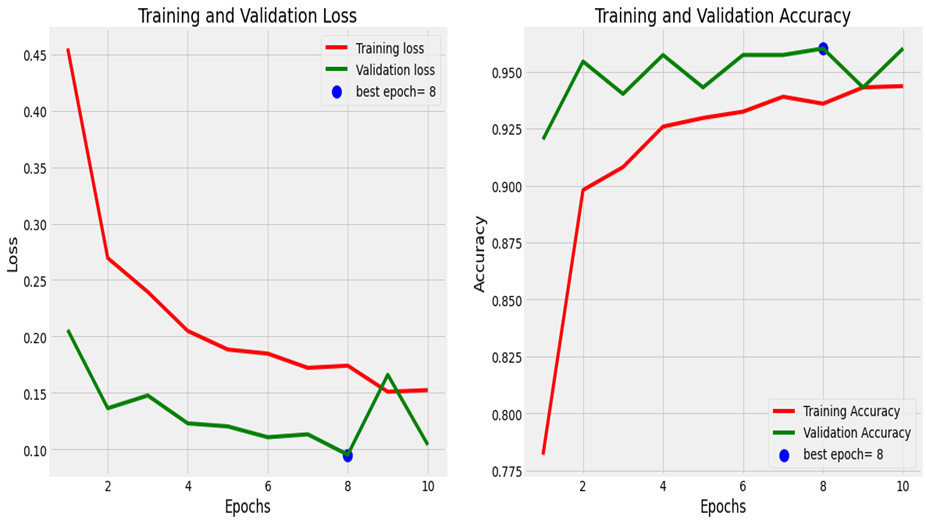 Training and Validation Loss
0.45
0.40
0.35
0.30
0.25
0.20
0.15
0.10
Loss
Training loss
Validation loss
best epoch= 8
2
4
6
8
10
Epochs
Training and Validation Accuracy
0.950
0.925
0.900
0.875
0.850
0.825
0.800
0.775
Accuracy
Training Accuracy
Validation Accuracy
best epoch= 8
2
4
6
8
10
Epochs